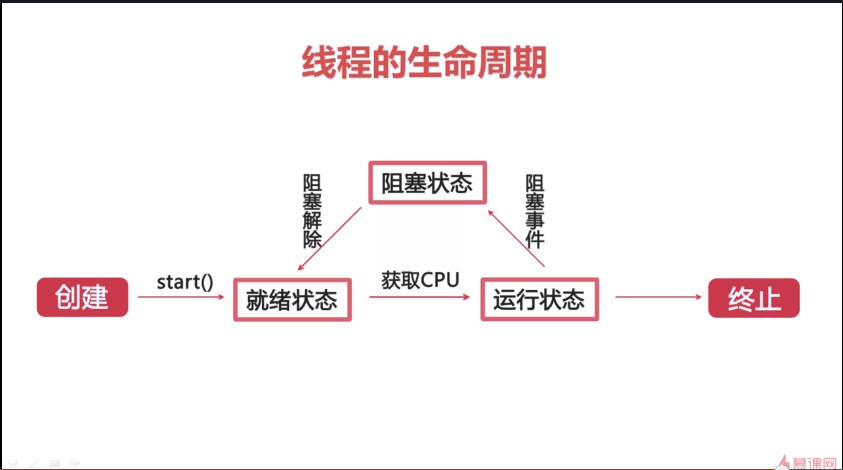 线程的生命周期
阻塞状态
阻塞解除
阻塞事件
创建
start()
就绪状态
获取CPU
运行状态
终止
慕课网